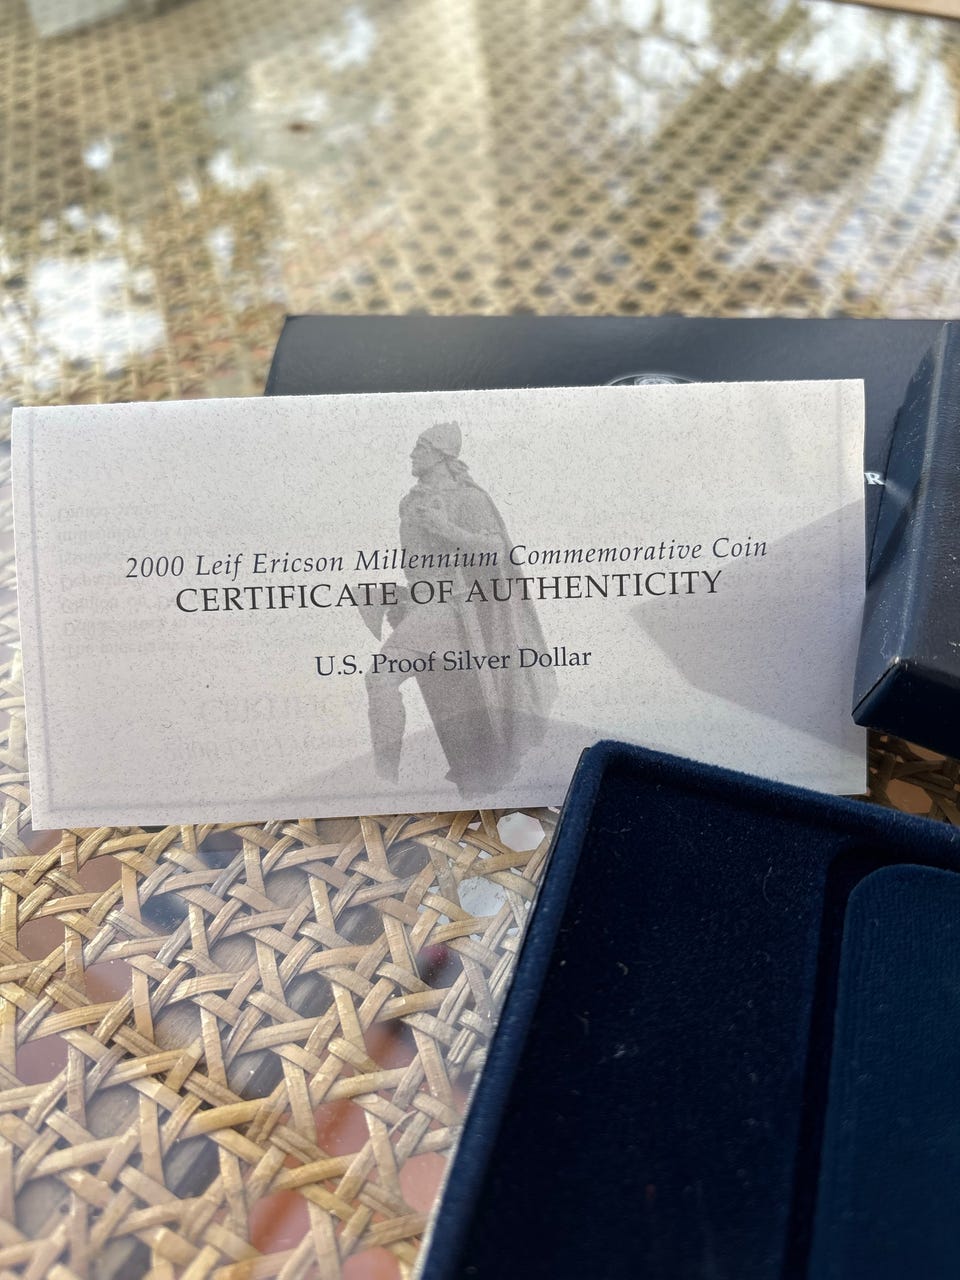 2000 Leif Ericson Millennium Commemorative Coin
CERTIFICATE OF AUTHENTICITY
U.S. Proof Silver Dollar
R